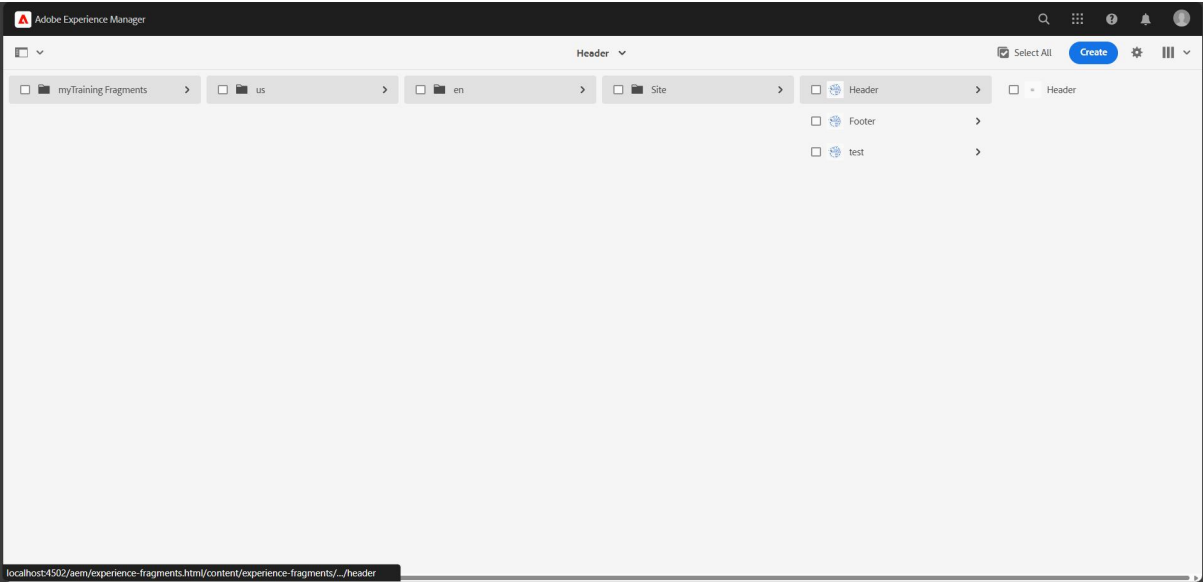 Adobe Experience Manager
Header
Select All
Create
myTraining Fragments
us
en
Site
Header
Header
Footer
test
localhost:4502/aem/experience-fragments.html/content/experience-fragments/.../header